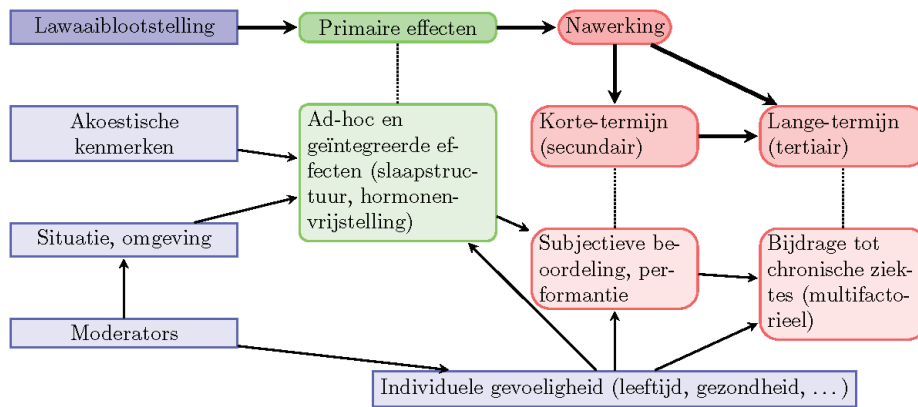 Lawaaiblootstelling
Primaire effecten
Nawerking
Akoestische
kenmerken
Ad-hoc en
geïntegreerde ef-
fecten (slaapstruc-
tuur, hormonen-
vrijstelling)
Korte-termijn
(secundair)
Lange-termijn
(tertiair)
Situatie, omgeving
Subjectieve be-
oordeling, per-
formantie
Bijdrage tot
chronische ziek-
tes (multifacto-
rieel)
Moderators
Individuele gevoeligheid (leeftijd, gezondheid, ...)